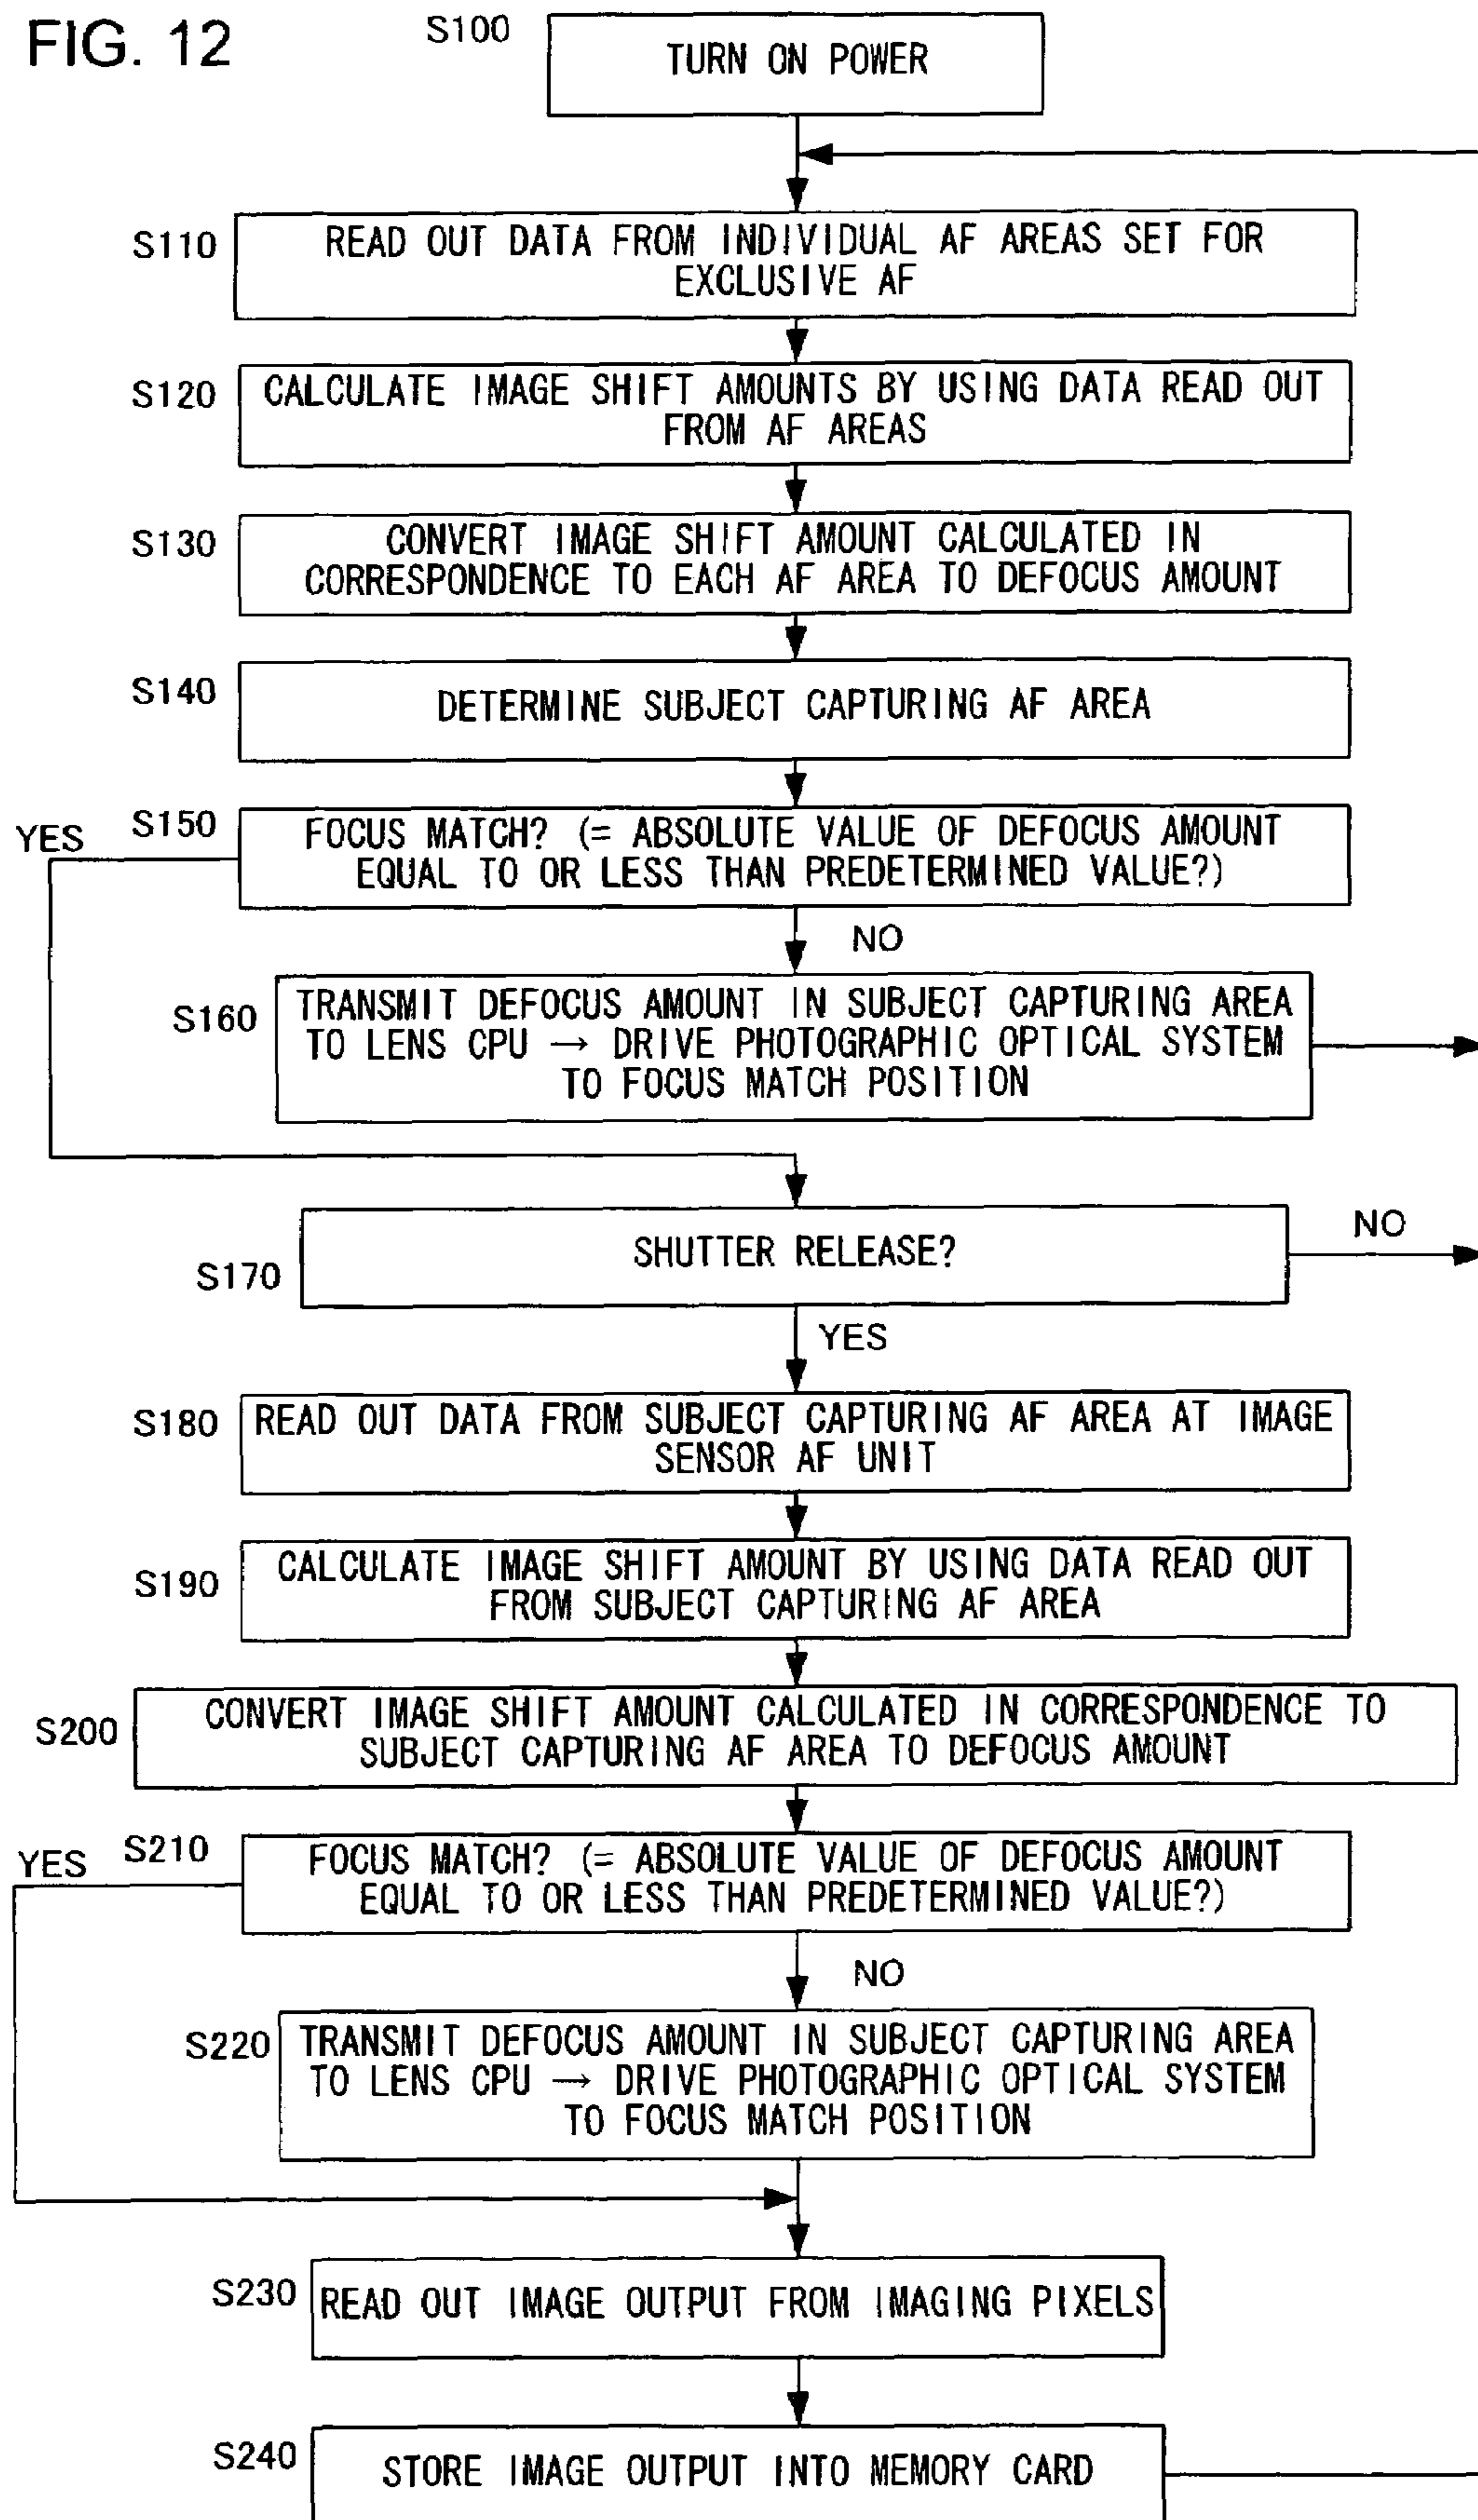 FIG. 12
S100
TURN ON POWER
S110
READ OUT DATA FROM INDIVIDUAL AF AREAS SET FOR
EXCLUSIVE AF
S120
CALCULATE IMAGE SHIFT AMOUNTS BY USING DATA READ OUT
FROM AF AREAS
S130
CONVERT IMAGE SHIFT AMOUNT CALCULATED IN
CORRESPONDENCE TO EACH AF AREA TO DEFOCUS AMOUNT
S140
DETERMINE SUBJECT CAPTURING AF AREA
YES
S150
FOCUS MATCH? (= ABSOLUTE VALUE OF DEFOCUS AMOUNT
EQUAL TO OR LESS THAN PREDETERMINED VALUE?)
NO
S160
TRANSMIT DEFOCUS AMOUNT IN SUBJECT CAPTURING AREA
TO LENS CPU → DRIVE PHOTOGRAPHIC OPTICAL SYSTEM
TO FOCUS MATCH POSITION
S170
SHUTTER RELEASE?
NO
YES
S180
READ OUT DATA FROM SUBJECT CAPTURING AF AREA AT IMAGE
SENSOR AF UNIT
S190
CALCULATE IMAGE SHIFT AMOUNT BY USING DATA READ OUT
FROM SUBJECT CAPTURING AF AREA
S200
CONVERT IMAGE SHIFT AMOUNT CALCULATED IN CORRESPONDENCE TO
SUBJECT CAPTURING AF AREA TO DEFOCUS AMOUNT
YES
S210
FOCUS MATCH? (= ABSOLUTE VALUE OF DEFOCUS AMOUNT
EQUAL TO OR LESS THAN PREDETERMINED VALUE?)
NO
S220
TRANSMIT DEFOCUS AMOUNT IN SUBJECT CAPTURING AREA
TO LENS CPU → DRIVE PHOTOGRAPHIC OPTICAL SYSTEM
TO FOCUS MATCH POSITION
S230
READ OUT IMAGE OUTPUT FROM IMAGING PIXELS
S240
STORE IMAGE OUTPUT INTO MEMORY CARD